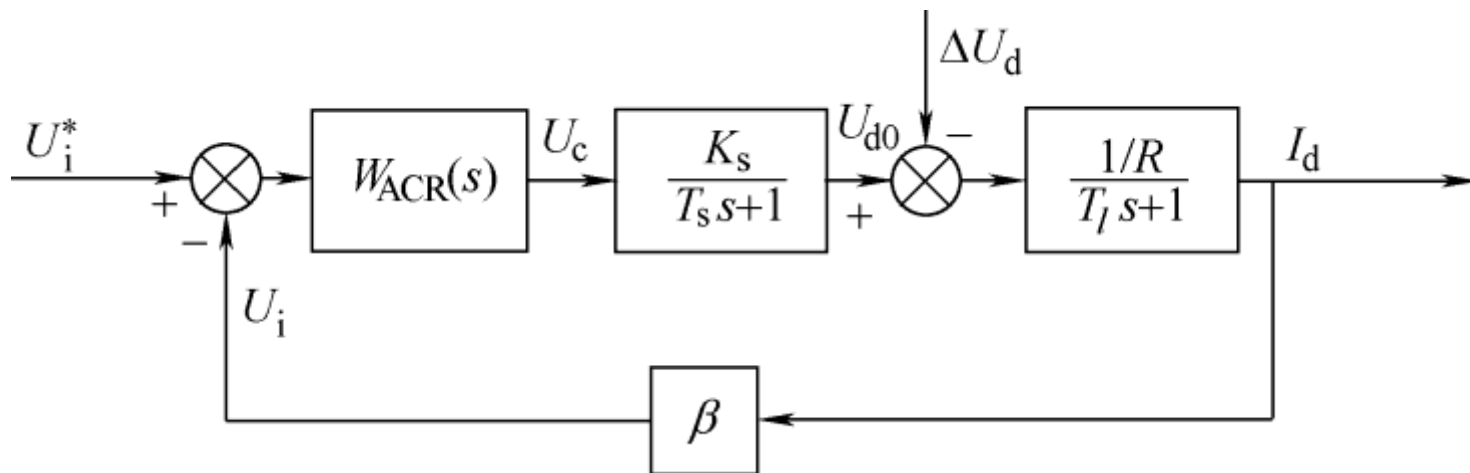 ΔU_d
U_i^*
+
−
W_ACR(s)
U_c
K_s
T_s s+1
U_d0
+
−
1/R
T_l s+1
I_d
U_i
β